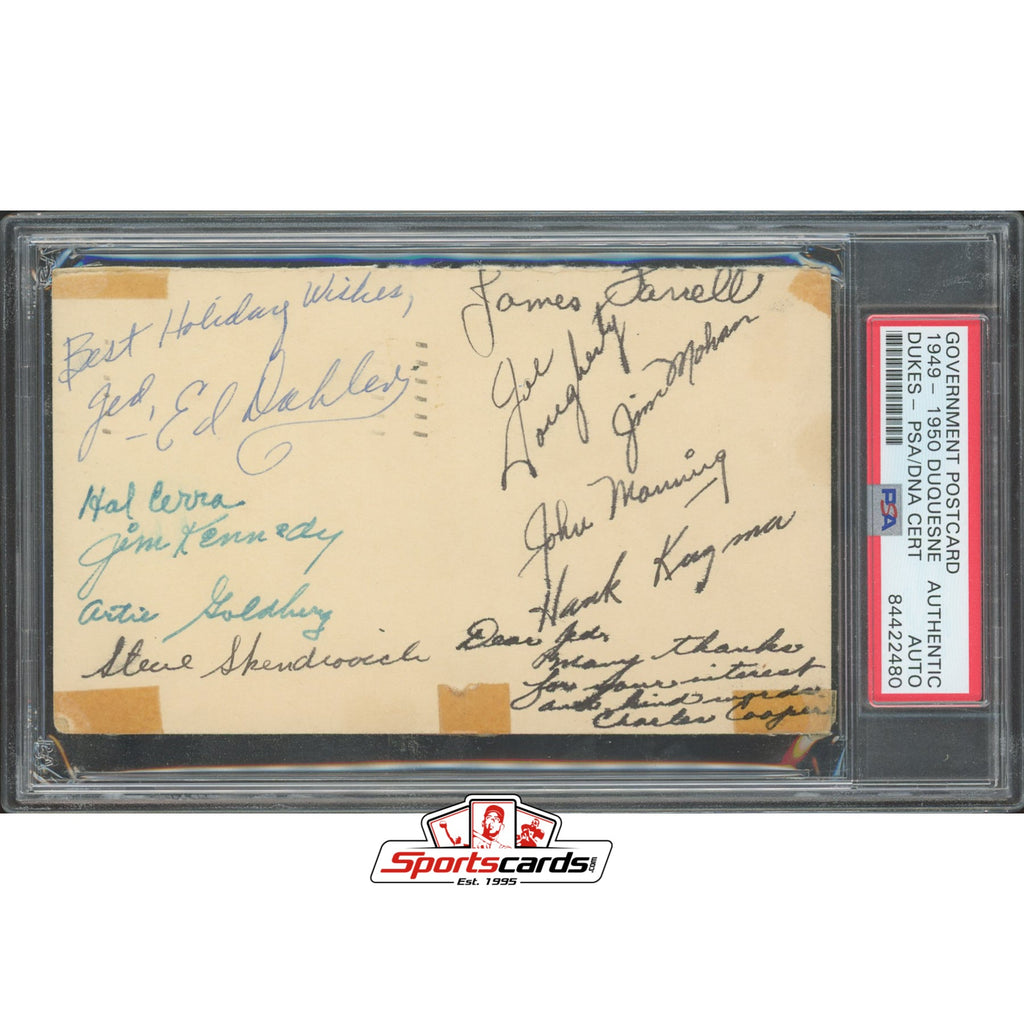 Best Holiday Wishes,
Jed,
- Ed Dahler
Hal Cerra
Jim Kennedy
Artie Goldberg
Steve Skendrovich
James Farrell
Joe
Dougherty
Jim Mohnon
John Manning
Hank Kuzma
Dear Jed,
Many thanks
for your interest
and kind words.
Charles Cooper
GOVERNMENT POSTCARD
1949 - 1950 DUQUESNE AUTHENTIC
DUKES - PSA/DNA CERT AUTO
84422480
PSA
Sportscards.com
Est. 1995